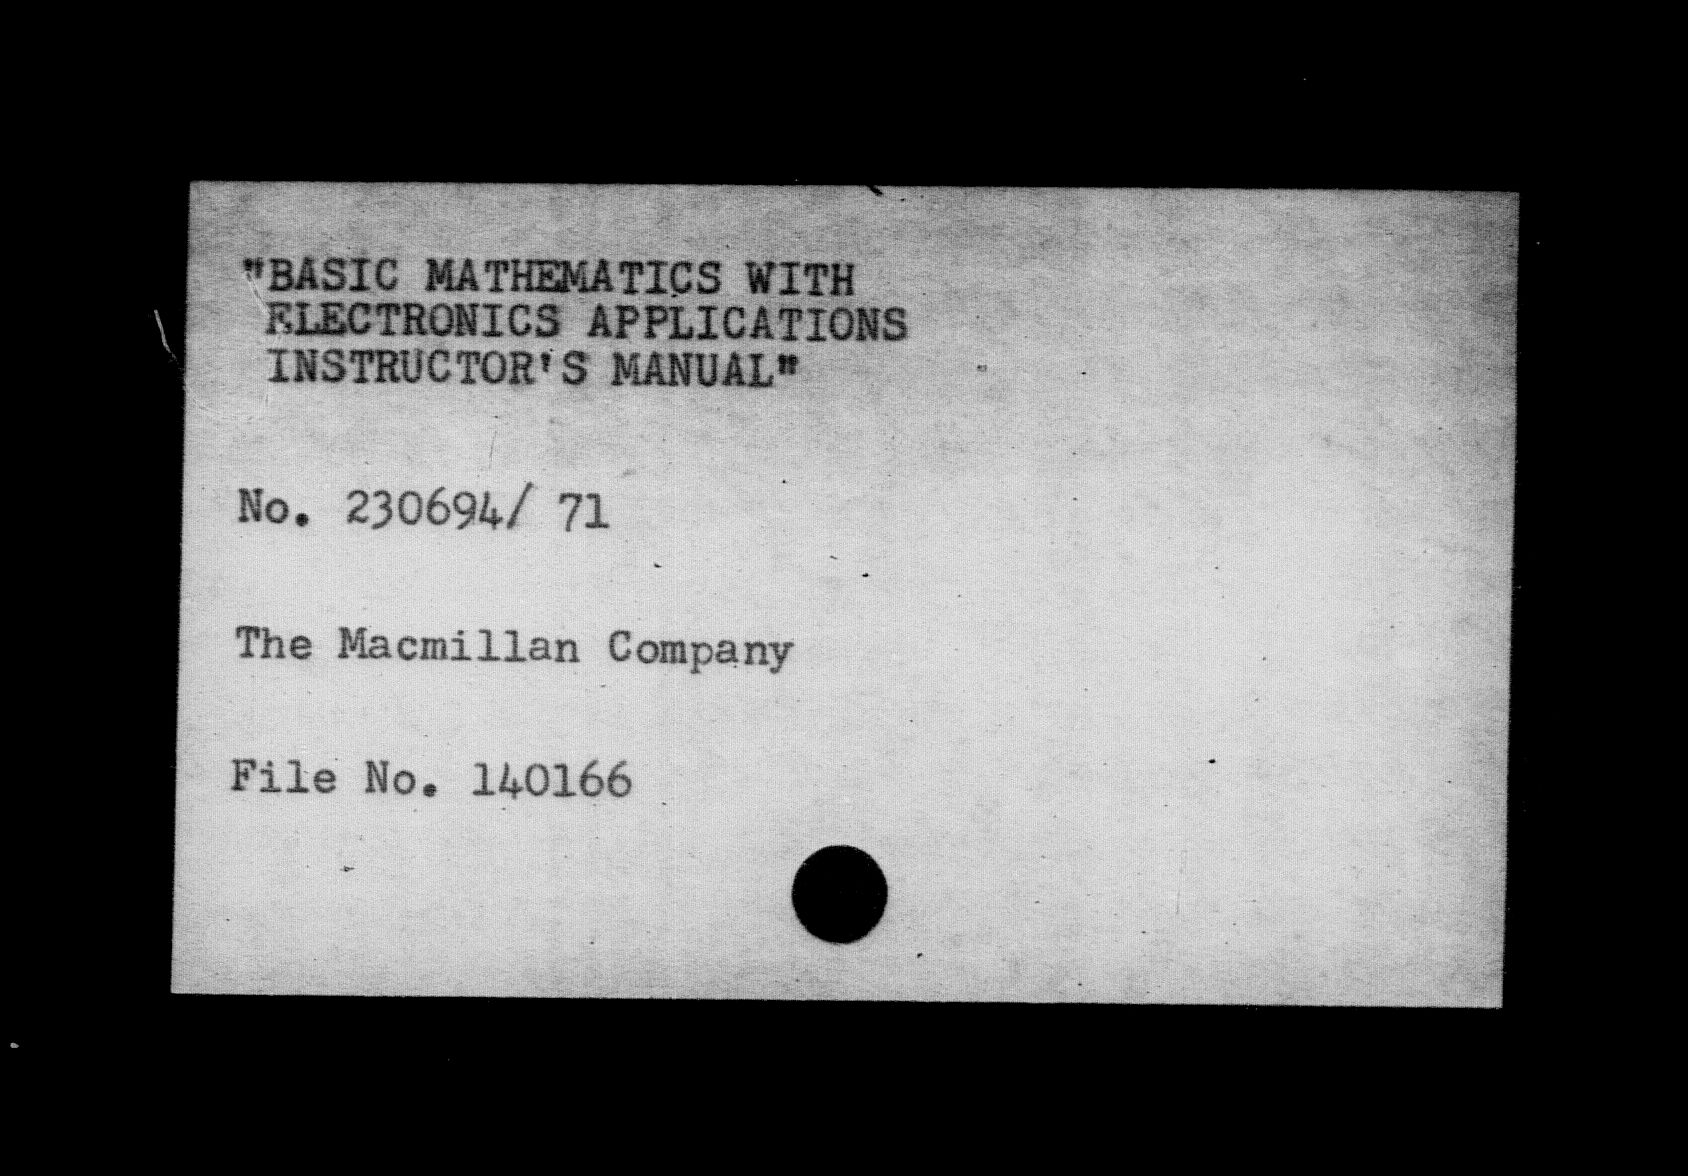 "BASIC MATHEMATICS WITH
ELECTRONICS APPLICATIONS
INSTRUCTOR'S MANUAL"
No. 230694/ 71
The Macmillan Company
File No. 140166